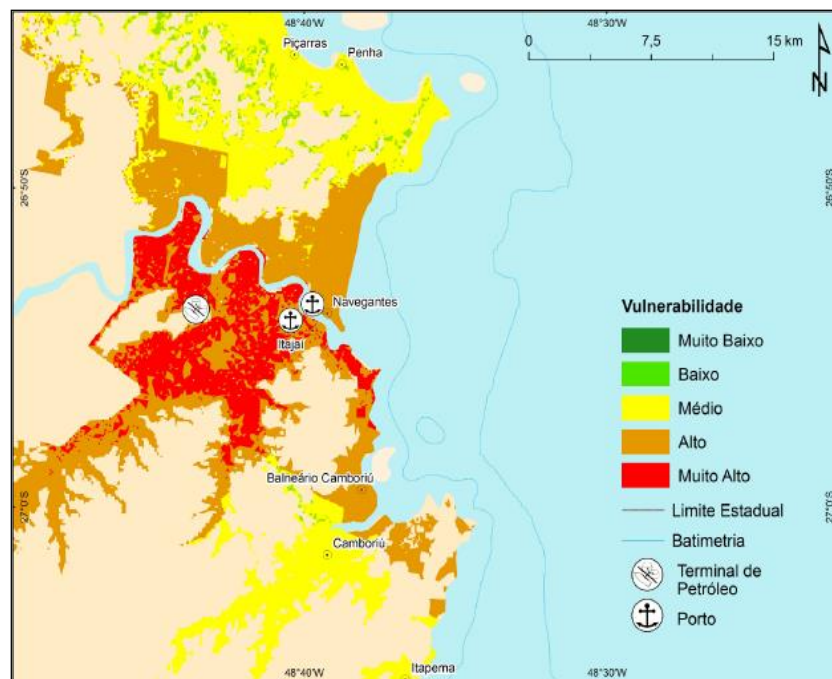 48°40'W
48°30'W
Piçarras
Penha
0
7,5
15 km
N
26°50'S
26°50'S
Navegantes
Itajaí
Vulnerabilidade
Muito Baixo
Baixo
Médio
Alto
Muito Alto
Limite Estadual
Batimetria
Terminal de
Petróleo
Porto
Balneário Camboriú
27°0'S
27°0'S
Camboriú
Itapema
48°40'W
48°30'W